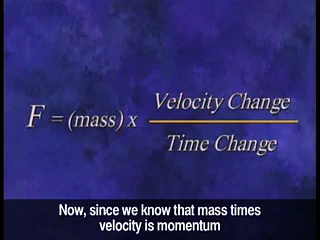 F = (mass) x Velocity Change
Time Change
Now, since we know that mass times
velocity is momentum